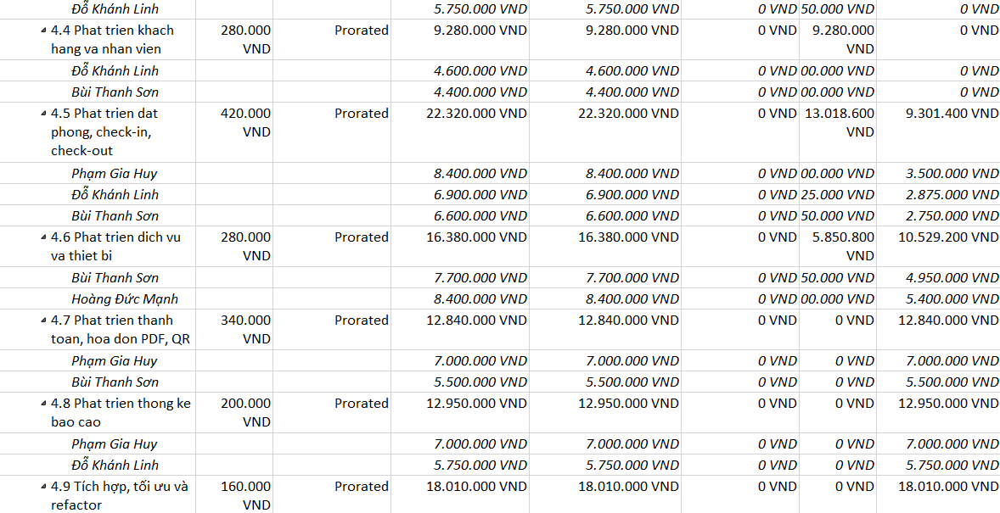 Đỗ Khánh Linh 5.750.000 VND 5.750.000 VND 0 VND 50.000 VND 0 VND
4.4 Phat trien khach 280.000 Prorated 9.280.000 VND 9.280.000 VND 0 VND 9.280.000 0 VND
hang va nhan vien VND VND
Đỗ Khánh Linh 4.600.000 VND 4.600.000 VND 0 VND 00.000 VND 0 VND
Bùi Thanh Sơn 4.400.000 VND 4.400.000 VND 0 VND 00.000 VND 0 VND
4.5 Phat trien dat 420.000 Prorated 22.320.000 VND 22.320.000 VND 0 VND 13.018.600 9.301.400 VND
phong, check-in, VND VND
check-out
Phạm Gia Huy 8.400.000 VND 8.400.000 VND 0 VND 00.000 VND 3.500.000 VND
Đỗ Khánh Linh 6.900.000 VND 6.900.000 VND 0 VND 25.000 VND 2.875.000 VND
Bùi Thanh Sơn 6.600.000 VND 6.600.000 VND 0 VND 50.000 VND 2.750.000 VND
4.6 Phat trien dich vu 280.000 Prorated 16.380.000 VND 16.380.000 VND 0 VND 5.850.800 10.529.200 VND
va thiet bi VND VND
Bùi Thanh Sơn 7.700.000 VND 7.700.000 VND 0 VND 50.000 VND 4.950.000 VND
Hoàng Đức Mạnh 8.400.000 VND 8.400.000 VND 0 VND 00.000 VND 5.400.000 VND
4.7 Phat trien thanh 340.000 Prorated 12.840.000 VND 12.840.000 VND 0 VND 0 VND 12.840.000 VND
toan, hoa don PDF, QR VND
Phạm Gia Huy 7.000.000 VND 7.000.000 VND 0 VND 0 VND 7.000.000 VND
Bùi Thanh Sơn 5.500.000 VND 5.500.000 VND 0 VND 0 VND 5.500.000 VND
4.8 Phat trien thong ke 200.000 Prorated 12.950.000 VND 12.950.000 VND 0 VND 0 VND 12.950.000 VND
bao cao VND
Phạm Gia Huy 7.000.000 VND 7.000.000 VND 0 VND 0 VND 7.000.000 VND
Đỗ Khánh Linh 5.750.000 VND 5.750.000 VND 0 VND 0 VND 5.750.000 VND
4.9 Tích hợp, tối ưu và 160.000 Prorated 18.010.000 VND 18.010.000 VND 0 VND 0 VND 18.010.000 VND
refactor VND